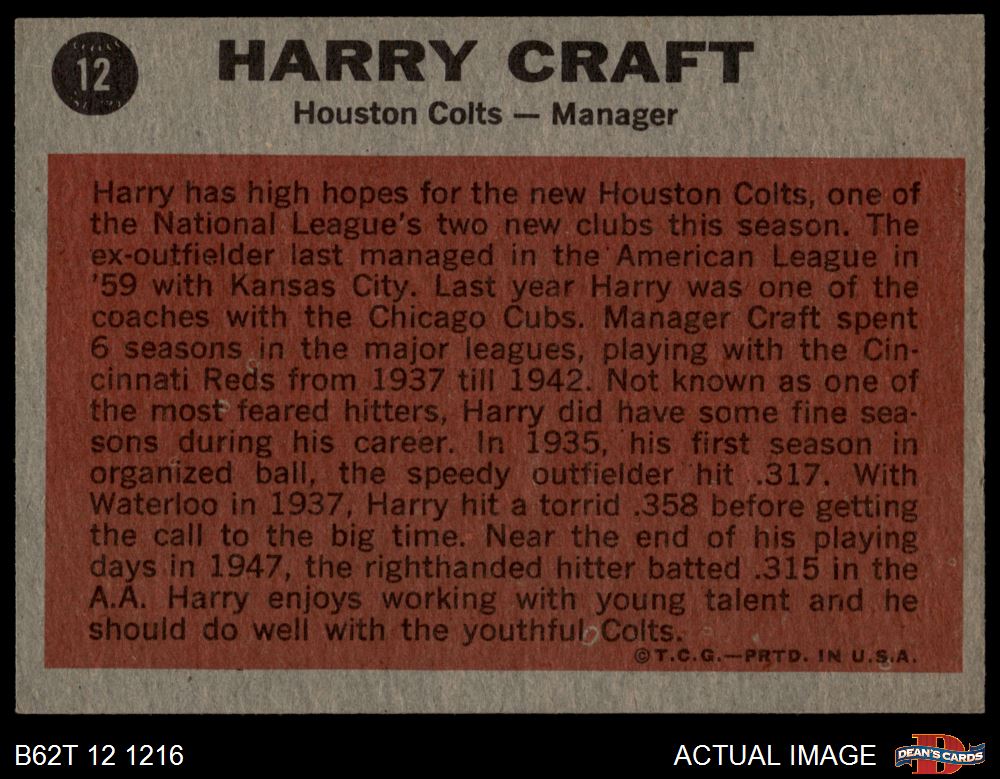 12
HARRY CRAFT
Houston Colts — Manager
Harry has high hopes for the new Houston Colts, one of
the National League's two new clubs this season. The
ex-outfielder last managed in the American League in
'59 with Kansas City. Last year Harry was one of the
coaches with the Chicago Cubs. Manager Craft spent
6 seasons in the major leagues, playing with the Cin-
cinnati Reds from 1937 till 1942. Not known as one of
the most feared hitters, Harry did have some fine sea-
sons during his career. In 1935, his first season in
organized ball, the speedy outfielder hit .317. With
Waterloo in 1937, Harry hit a torrid .358 before getting
the call to the big time. Near the end of his playing
days in 1947, the righthanded hitter batted .315 in the
A.A. Harry enjoys working with young talent and he
should do well with the youthful Colts.
©T.C.G.—PRTD. IN U.S.A.
B62T 12 1216
ACTUAL IMAGE
DEAN'S CARDS